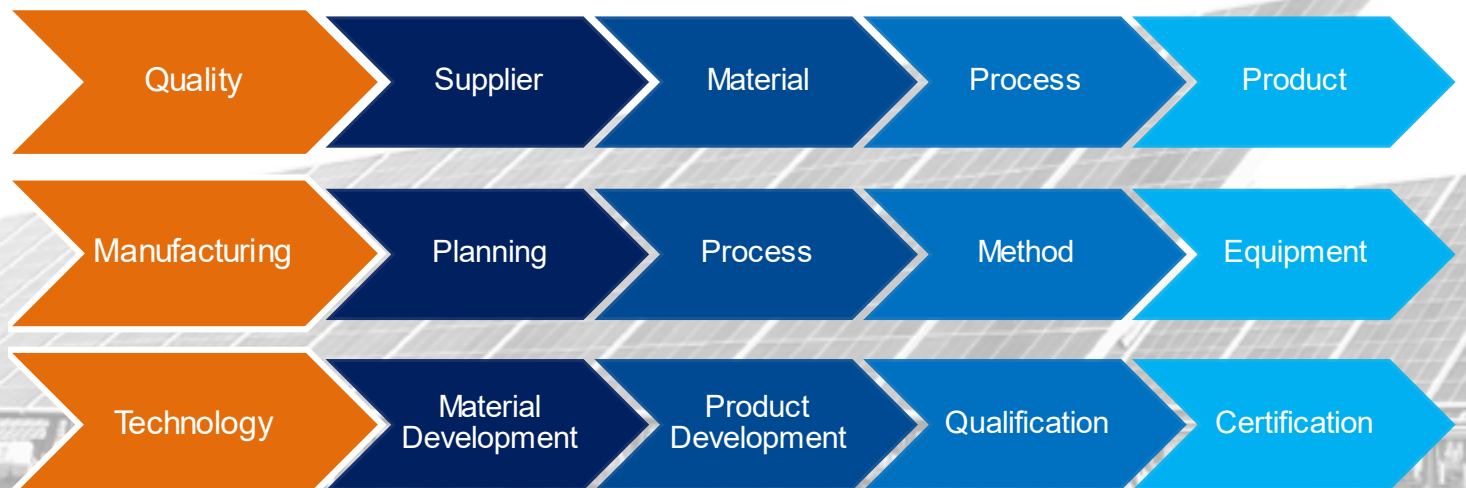 Quality
Supplier
Material
Process
Product
Manufacturing
Planning
Process
Method
Equipment
Technology
Material
Development
Product
Development
Qualification
Certification